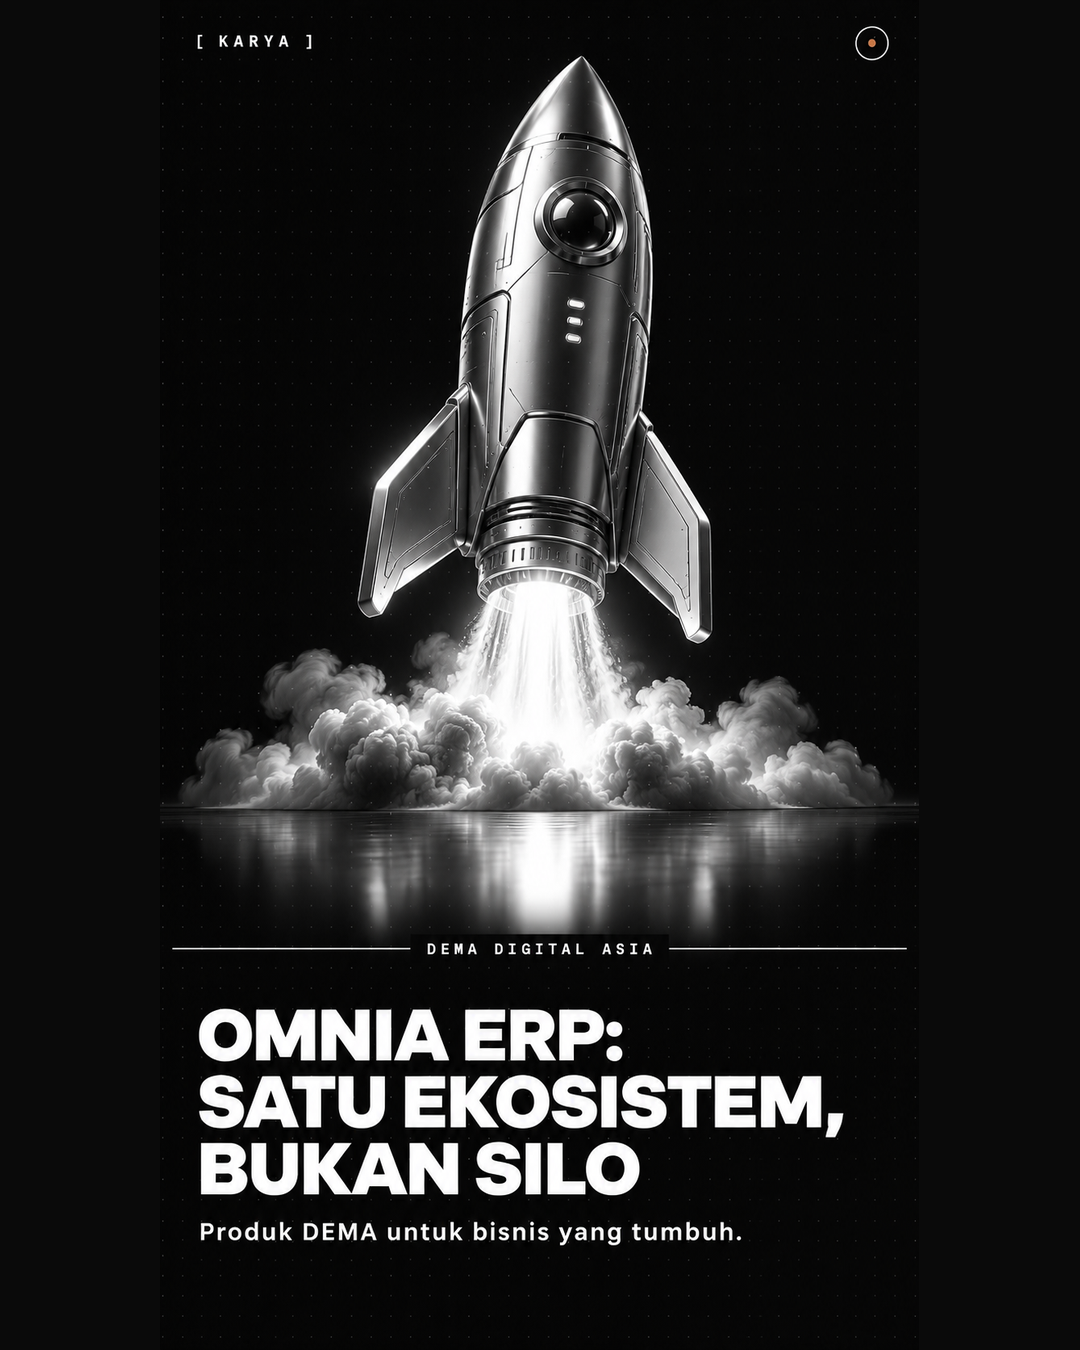 [ KARYA ]
DEMA DIGITAL ASIA
OMNIA ERP:
SATU EKOSISTEM,
BUKAN SILO
Produk DEMA untuk bisnis yang tumbuh.